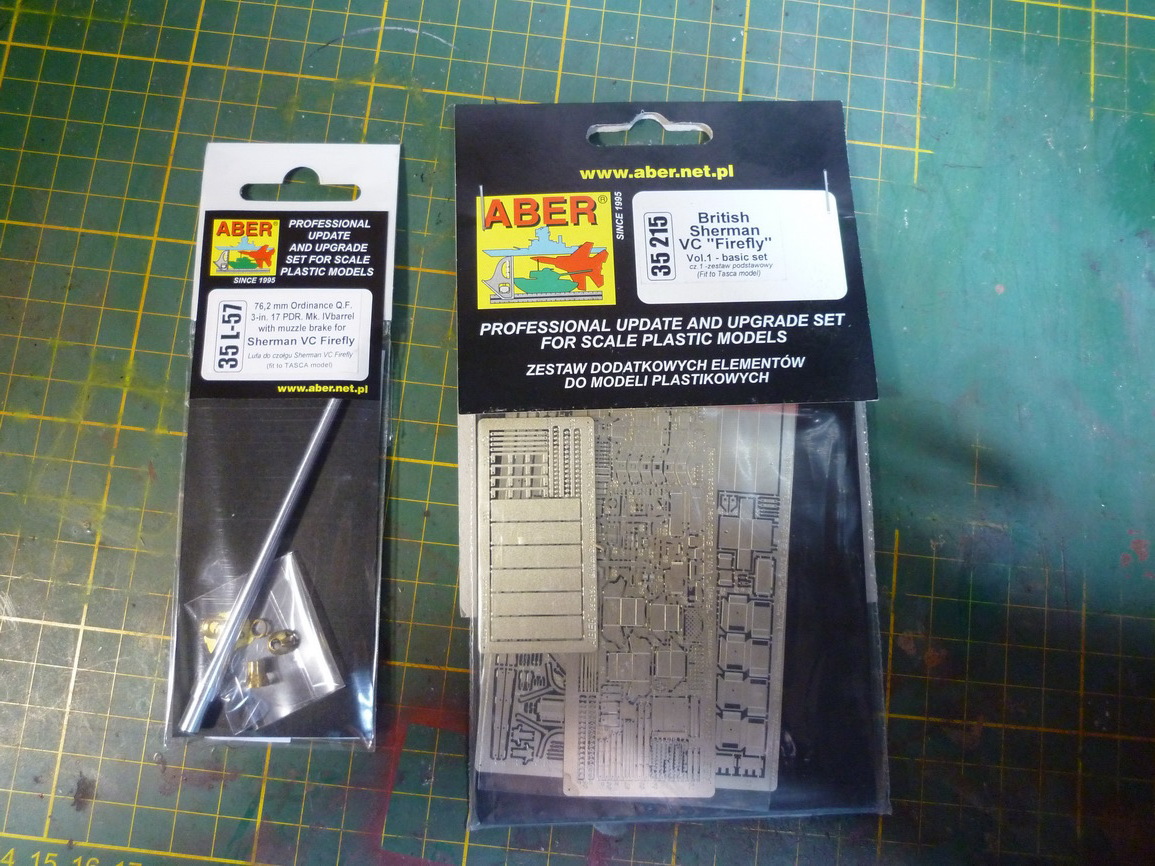 ABER
PROFESSIONAL
UPDATE
AND UPGRADE
SET FOR SCALE
PLASTIC MODELS
SINCE 1995
35 L-57
76,2 mm Ordinance Q.F.
3-in. 17 PDR. Mk. IVbarrel
with muzzle brake for
Sherman VC Firefly
Lufa do czołgu Sherman VC Firefly
(fit to TASCA model)
www.aber.net.pl
www.aber.net.pl
ABER®
SINCE 1995
35 215
British
Sherman
VC "Firefly"
Vol.1 - basic set
cz.1 -zestaw podstawowy
(Fit to Tasca model)
PROFESSIONAL UPDATE AND UPGRADE SET
FOR SCALE PLASTIC MODELS
ZESTAW DODATKOWYCH ELEMENTÓW
DO MODELI PLASTIKOWYCH
4 15 16 17